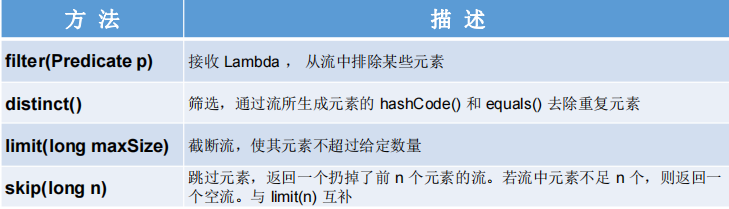 方 法 描 述
filter(Predicate p) 接收 Lambda ， 从流中排除某些元素
distinct() 筛选，通过流所生成元素的 hashCode() 和 equals() 去除重复元素
limit(long maxSize) 截断流，使其元素不超过给定数量
skip(long n) 跳过元素，返回一个扔掉了前 n 个元素的流。若流中元素不足 n 个，则返回一
个空流。与 limit(n) 互补